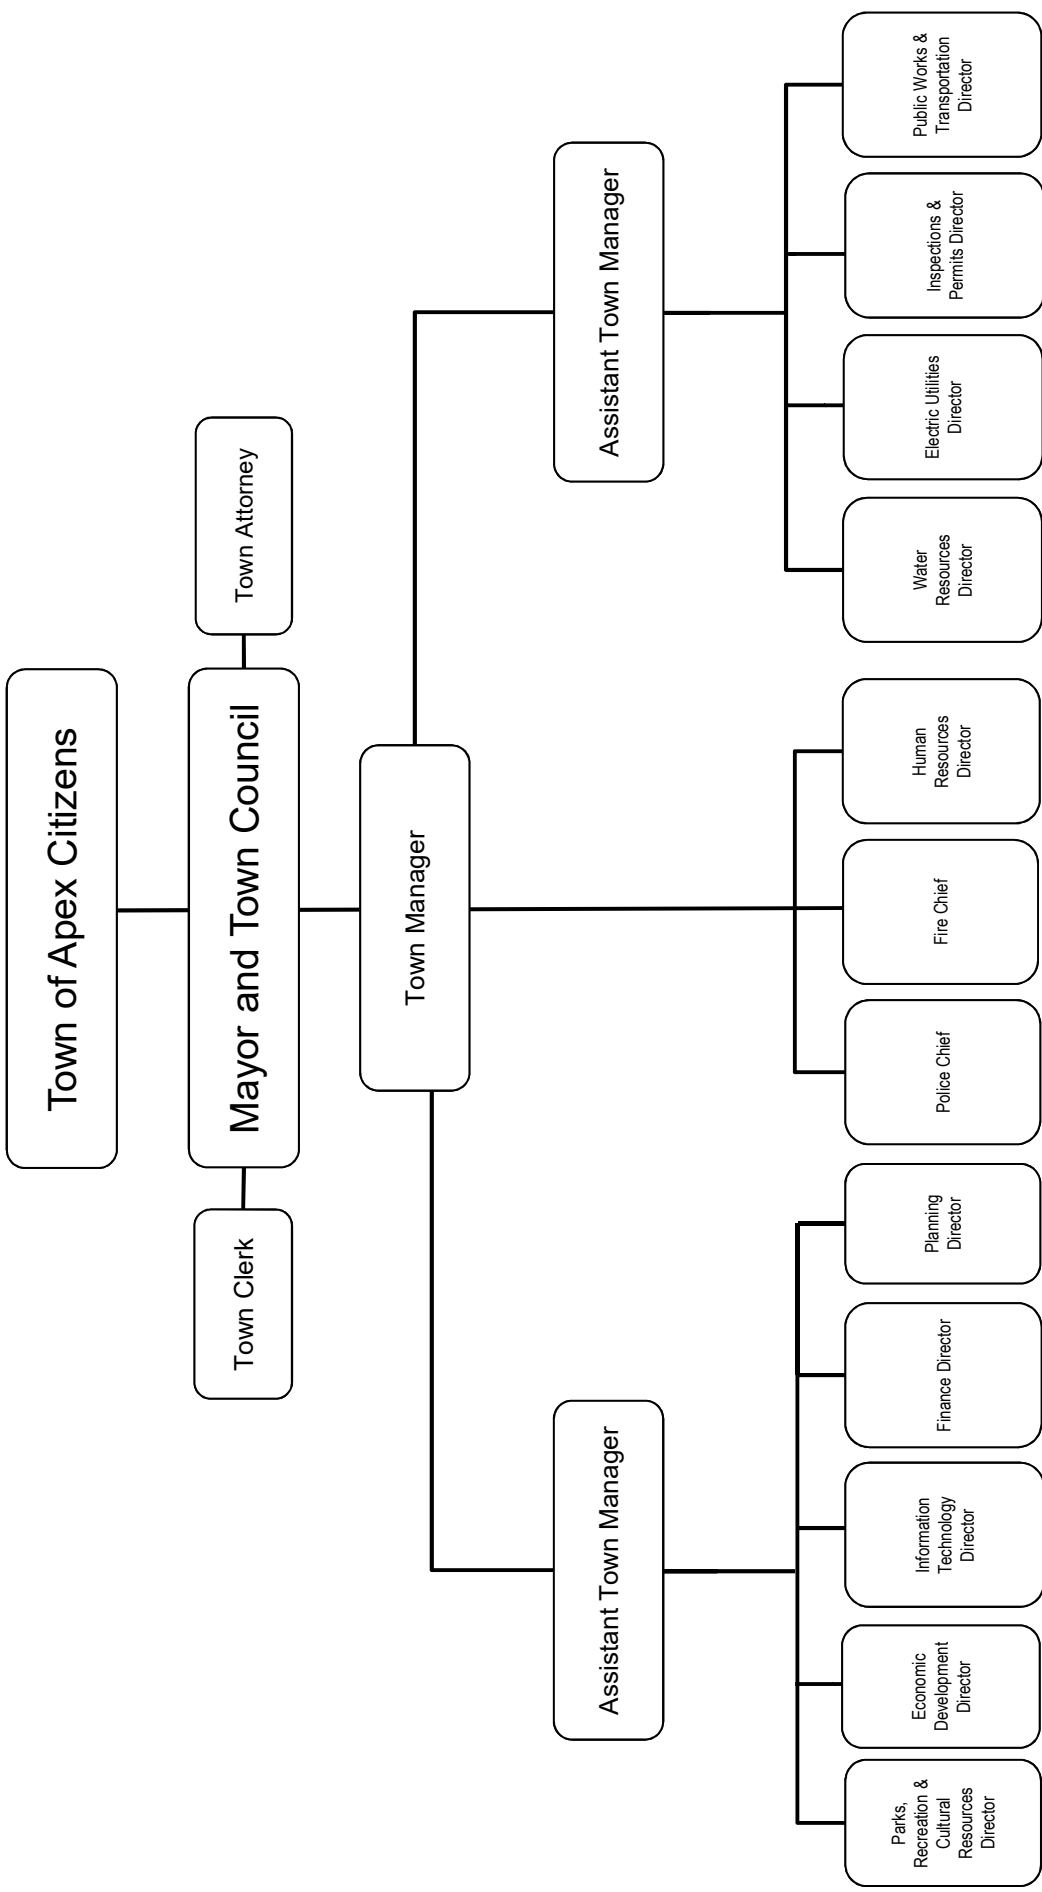 Town of Apex Citizens
Town Clerk
Mayor and Town Council
Town Attorney
Town Manager
Assistant Town Manager
Assistant Town Manager
Parks,
Recreation &
Cultural
Resources
Director
Economic
Development
Director
Information
Technology
Director
Finance Director
Planning
Director
Police Chief
Fire Chief
Human
Resources
Director
Water
Resources
Director
Electric Utilities
Director
Inspections &
Permits Director
Public Works &
Transportation
Director